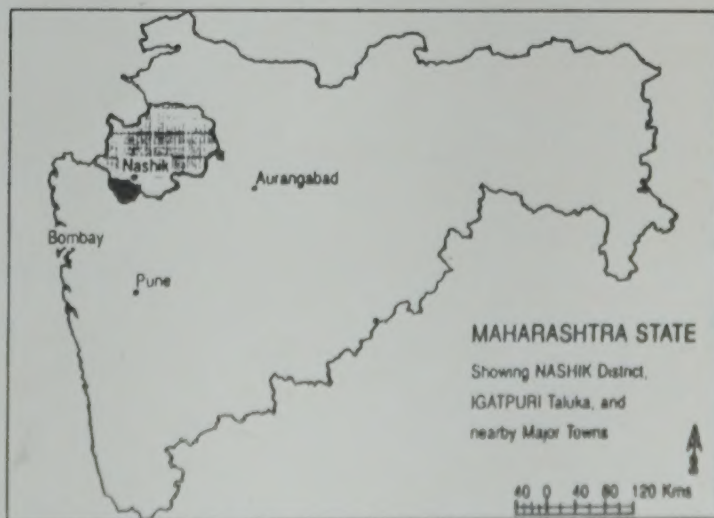 Nashik
Aurangabad
Bombay
Pune
MAHARASHTRA STATE
Showing NASHIK District,
IGATPURI Taluka, and
nearby Major Towns
40 0 40 80 120 Kms